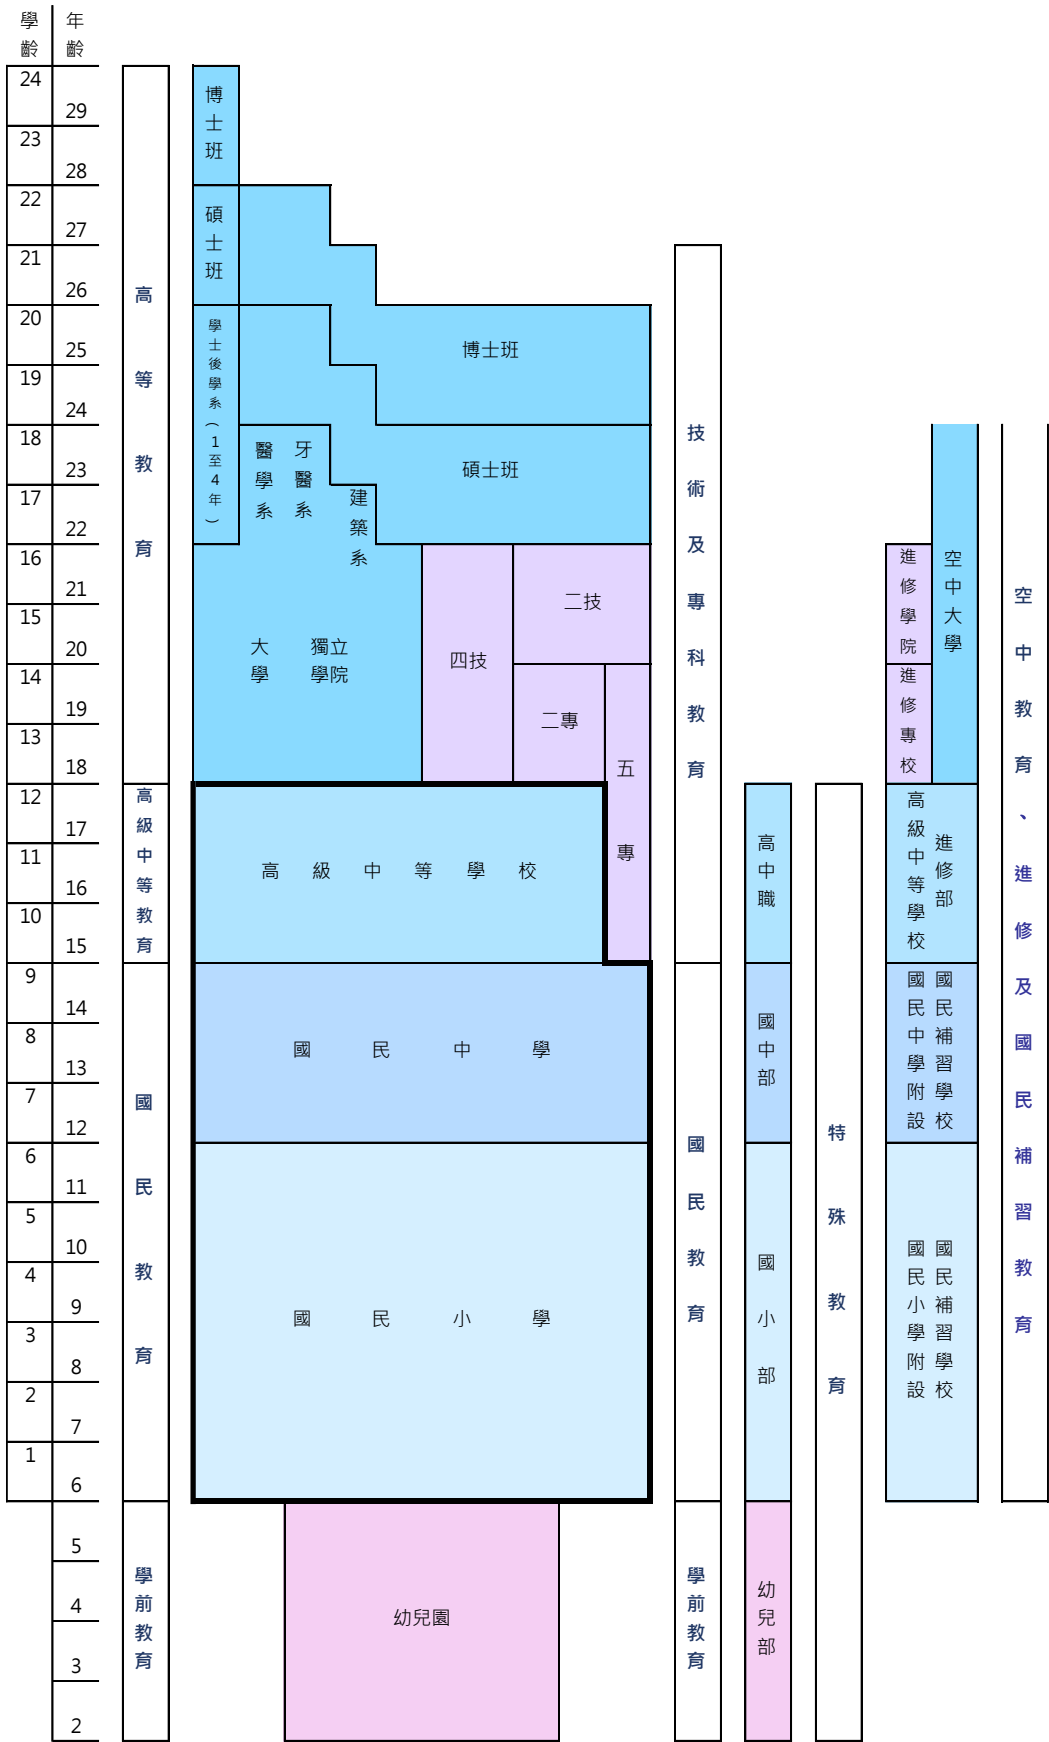 學齡
年齡
24
29
23
28
22
27
21
26
20
25
19
24
18
23
17
22
16
21
15
20
14
19
13
18
12
17
11
16
10
15
9
14
8
13
7
12
6
11
5
10
4
9
3
8
2
7
1
6
5
4
3
2
高等教育
高級中等教育
國民教育
學前教育
博士班
碩士班
學士後學系(1至4年)
醫學系
牙醫系
建築系
博士班
碩士班
大學
獨立學院
四技
二技
二專
五專
高級中等學校
國民中學
國民小學
幼兒園
技術及專科教育
國民教育
學前教育
高中職
國中部
國小部
幼兒部
特殊教育
進修學院
進修專校
空中大學
高級中等學校
進修部
國民中學附設
國民補習學校
國民小學附設
國民補習學校
空中教育、進修及國民補習教育